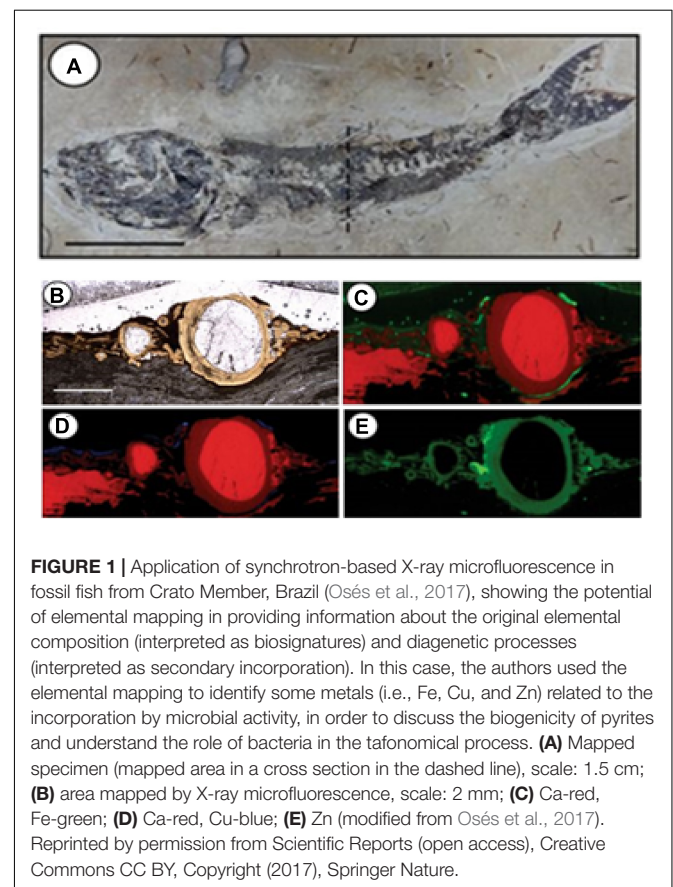 A
B
C
D
E
FIGURE 1 | Application of synchrotron-based X-ray microfluorescence in
fossil fish from Crato Member, Brazil (Osés et al., 2017), showing the potential
of elemental mapping in providing information about the original elemental
composition (interpreted as biosignatures) and diagenetic processes
(interpreted as secondary incorporation). In this case, the authors used the
elemental mapping to identify some metals (i.e., Fe, Cu, and Zn) related to the
incorporation by microbial activity, in order to discuss the biogenicity of pyrites
and understand the role of bacteria in the tafonomical process. (A) Mapped
specimen (mapped area in a cross section in the dashed line), scale: 1.5 cm;
(B) area mapped by X-ray microfluorescence, scale: 2 mm; (C) Ca-red,
Fe-green; (D) Ca-red, Cu-blue; (E) Zn (modified from Osés et al., 2017).
Reprinted by permission from Scientific Reports (open access), Creative
Commons CC BY, Copyright (2017), Springer Nature.